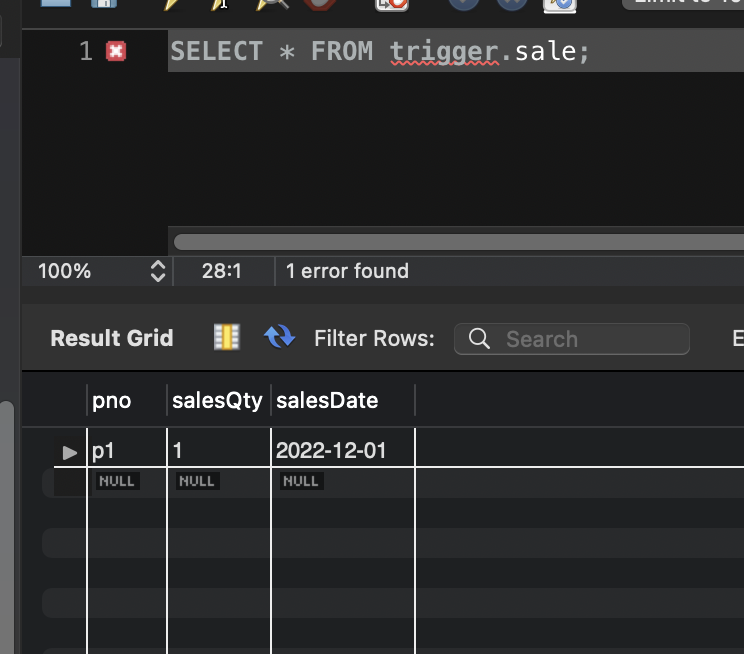 1 SELECT * FROM trigger.sale;
100% 28:1 1 error found
Result Grid Filter Rows: Search
pno salesQty salesDate
p1 1 2022-12-01
NULL NULL NULL